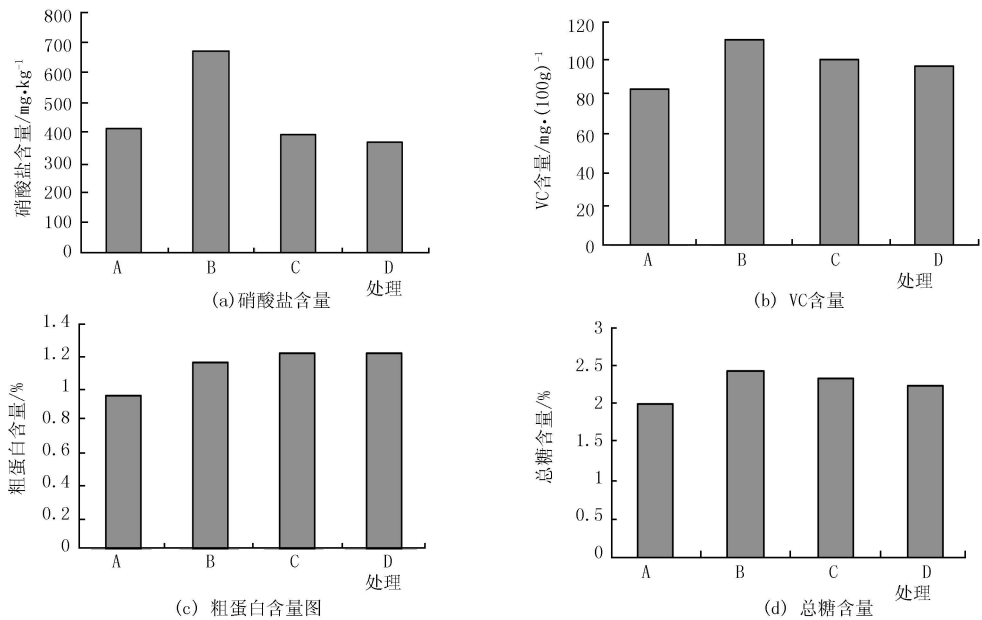 硝酸盐含量/mg•kg⁻¹
800
700
600
500
400
300
200
100
0
A B C D
处理
(a)硝酸盐含量
VC含量/mg•(100g)⁻¹
120
100
80
60
40
20
0
A B C D
处理
(b) VC含量
粗蛋白含量/%
1.4
1.2
1
0.8
0.6
0.4
0.2
0
A B C D
处理
(c) 粗蛋白含量图
总糖含量/%
3
2.5
2
1.5
1
0.5
0
A B C D
处理
(d) 总糖含量